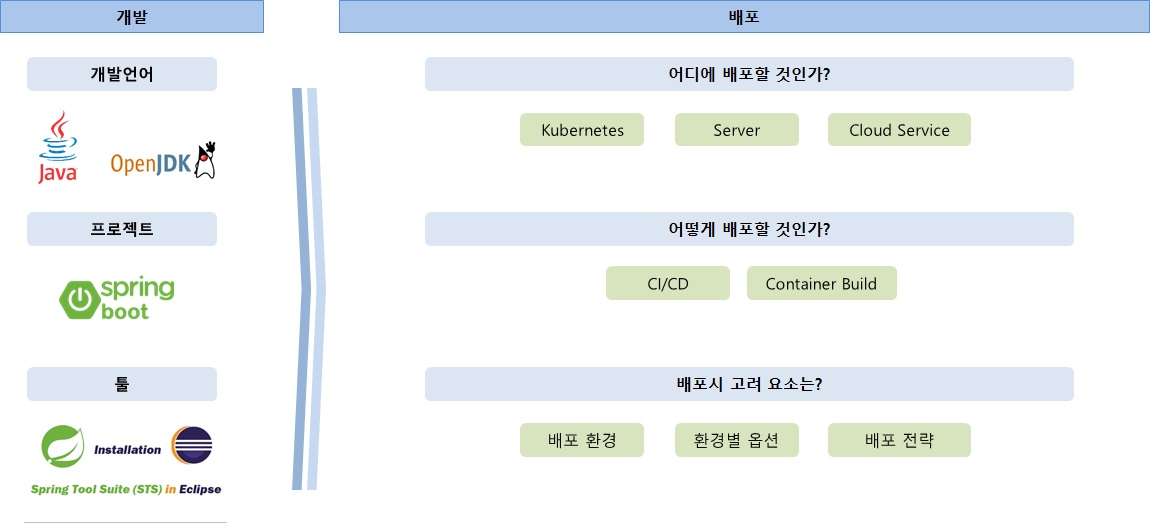 개발
배포
개발언어
Java
OpenJDK
프로젝트
spring
boot
툴
Installation
Spring Tool Suite (STS) in Eclipse
어디에 배포할 것인가?
Kubernetes
Server
Cloud Service
어떻게 배포할 것인가?
CI/CD
Container Build
배포시 고려 요소는?
배포 환경
환경별 옵션
배포 전략